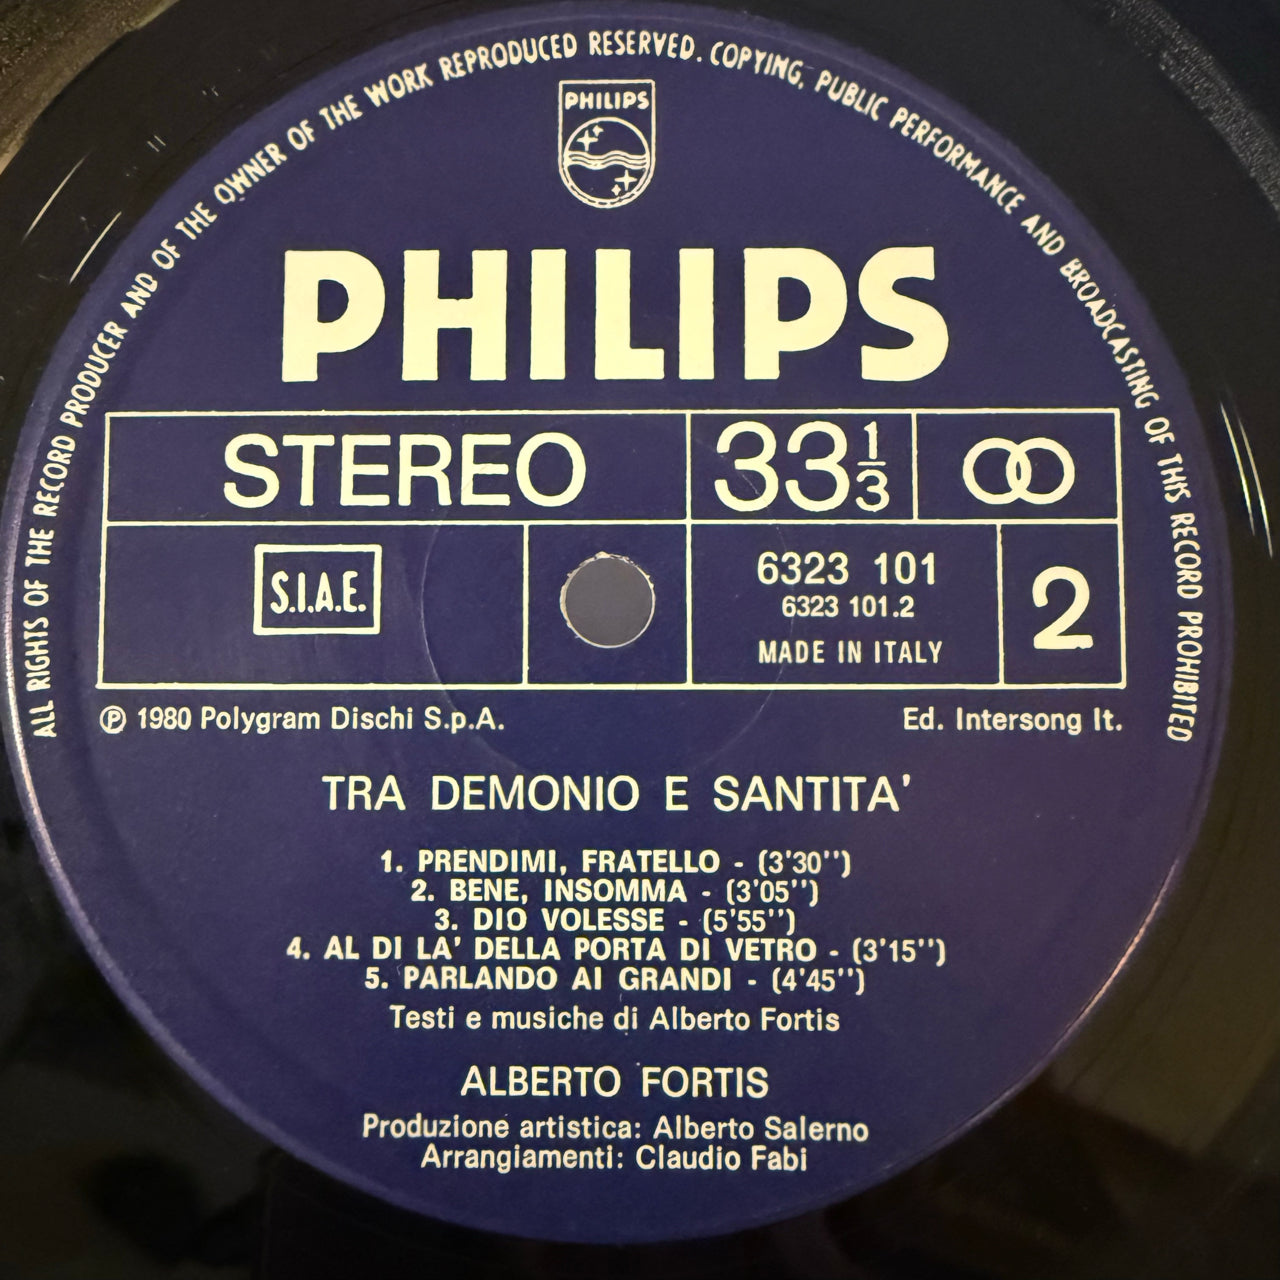 ALL RIGHTS OF THE RECORD PRODUCER AND OF THE OWNER OF THE WORK REPRODUCED RESERVED. COPYING, PUBLIC PERFORMANCE AND BROADCASTING OF THIS RECORD PROHIBITED
PHILIPS
PHILIPS
STEREO
33 1/3
S.I.A.E.
6323 101
6323 101.2
MADE IN ITALY
2
℗ 1980 Polygram Dischi S.p.A.
Ed. Intersong It.
TRA DEMONIO E SANTITA'
1. PRENDIMI, FRATELLO - (3'30'')
2. BENE, INSOMMA - (3'05'')
3. DIO VOLESSE - (5'55'')
4. AL DI LA' DELLA PORTA DI VETRO - (3'15'')
5. PARLANDO AI GRANDI - (4'45'')
Testi e musiche di Alberto Fortis
ALBERTO FORTIS
Produzione artistica: Alberto Salerno
Arrangiamenti: Claudio Fabi